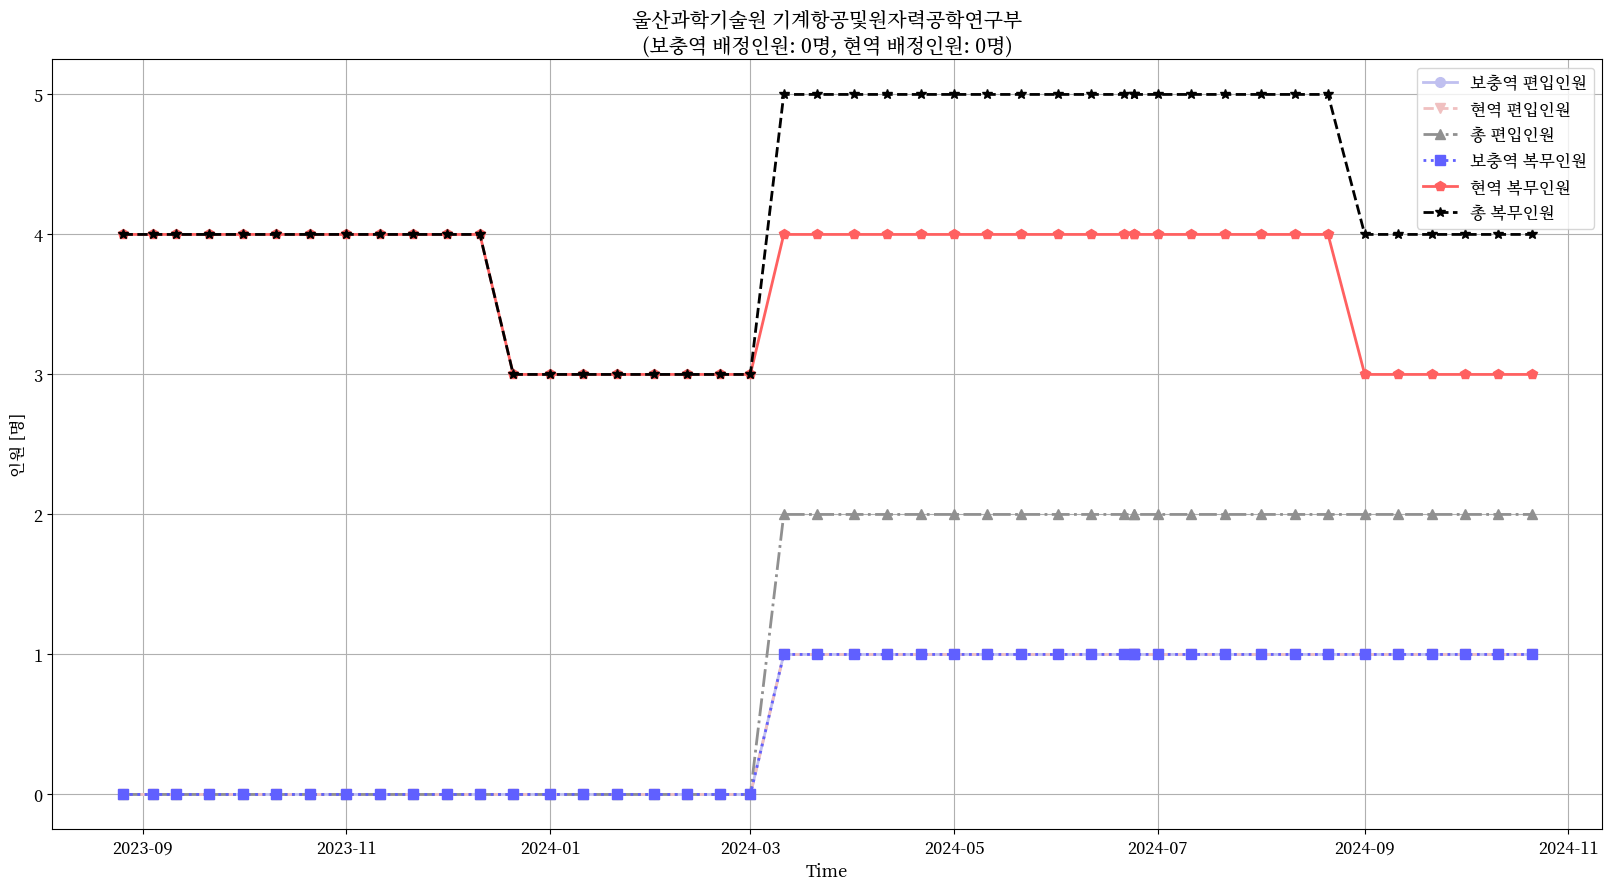 울산과학기술원 기계항공및원자력공학연구부
(보충역 배정인원: 0명, 현역 배정인원: 0명)
보충역 편입인원
현역 편입인원
총 편입인원
보충역 복무인원
현역 복무인원
총 복무인원
인원 [명]
5
4
3
2
1
0
2023-09
2023-11
2024-01
2024-03
2024-05
2024-07
2024-09
2024-11
Time